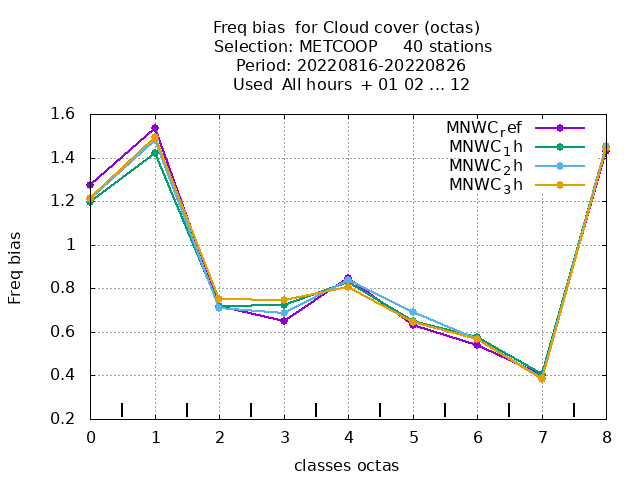 Freq bias  for Cloud cover (octas)
Selection: METCOOP     40 stations
Period: 20220816-20220826
Used  All hours  + 01 02 ... 12
1.6
1.4
1.2
1
0.8
0.6
0.4
0.2
Freq bias
MNWC_ref
MNWC_1h
MNWC_2h
MNWC_3h
0 1 2 3 4 5 6 7 8
classes octas